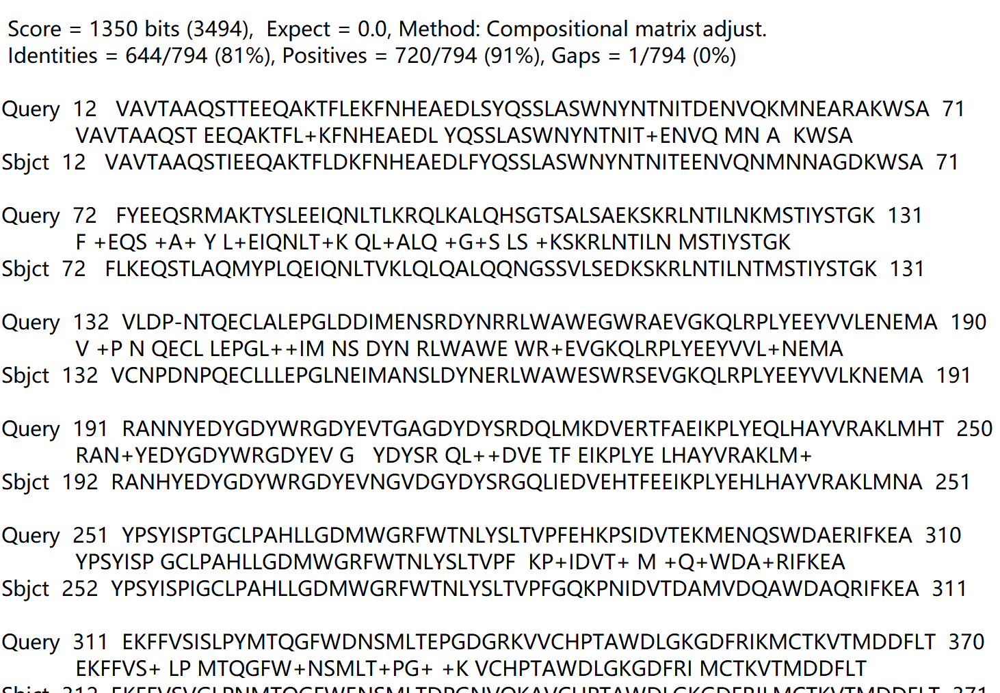 Score = 1350 bits (3494), Expect = 0.0, Method: Compositional matrix adjust.
Identities = 644/794 (81%), Positives = 720/794 (91%), Gaps = 1/794 (0%)
Query 12 VAVTAAQSTTEEQAKTFLEKFNHEAEDLSYQSSLASWNYNTNITDENVQKMNEARAKWSA 71
VAVTAAQST EEQAKTFL+KFNHEAEDL YQSSLASWNYNTNIT+ENVQ MN A KWSA
Sbjct 12 VAVTAAQSTIEEQAKTFLDKFNHEAEDLFYQSSLASWNYNTNITEENVQNMNNAGDKWSA 71
Query 72 FYEEQSRMAKTYSLEEIQNLTLKRQLKALQHSGTSALSAEKSKRLNTILNKMSTIYSTGK 131
F +EQS +A+ Y L+EIQNLT+K QL+ALQ +G+S LS +KSKRLNTILN MSTIYSTGK
Sbjct 72 FLKEQSTLAQMYPLQEIQNLTVKLQLQALQQNGSSVLSEDKSKRLNTILNTMSTIYSTGK 131
Query 132 VLDP-NTQECLALEPGLDDIMENSRDYNRRLWAWEGWRAEVGKQLRPLYEEYVVLENEMA 190
V +P N QECL LEPGL++IM NS DYN RLWAWE WR+EVGKQLRPLYEEYVVL+NEMA
Sbjct 132 VCNPDNPQECLLLEPGLNEIMANSLDYNERLWAWESWRSEVGKQLRPLYEEYVVLKNEMA 191
Query 191 RANNYEDYGDYWRGDYEVTGAGDYDYSRDQLMKDVERTFAEIKPLYEQLHAYVRAKLMHT 250
RAN+YEDYGDYWRGDYEV G YDYSR QL++DVE TF EIKPLYE LHAYVRAKLM+
Sbjct 192 RANHYEDYGDYWRGDYEVNGVDGYDYSRGQLIEDVEHTFEEIKPLYEHLHAYVRAKLMNA 251
Query 251 YPSYISPTGCLPAHLLGDMWGRFWTNLYSLTVPFEHKPSIDVTEKMENQSWDAERIFKEA 310
YPSYISP GCLPAHLLGDMWGRFWTNLYSLTVPF KP+IDVT+ M +Q+WDA+RIFKEA
Sbjct 252 YPSYISPIGCLPAHLLGDMWGRFWTNLYSLTVPFGQKPNIDVTDAMVDQAWDAQRIFKEA 311
Query 311 EKFFVSISLPYMTQGFWDNSMLTEPGDGRKVVCHPTAWDLGKGDFRIKMCTKVTMDDFLT 370
EKFFVS+ LP MTQGFW+NSMLT+PG+ +K VCHPTAWDLGKGDFRI MCTKVTMDDFLT
Sbjct 312 EKFFVSVGLPNMTQGFWENSMLTDPGNVQKAVCHPTAWDLGKGDFRILMCTKVTMDDFLT 371